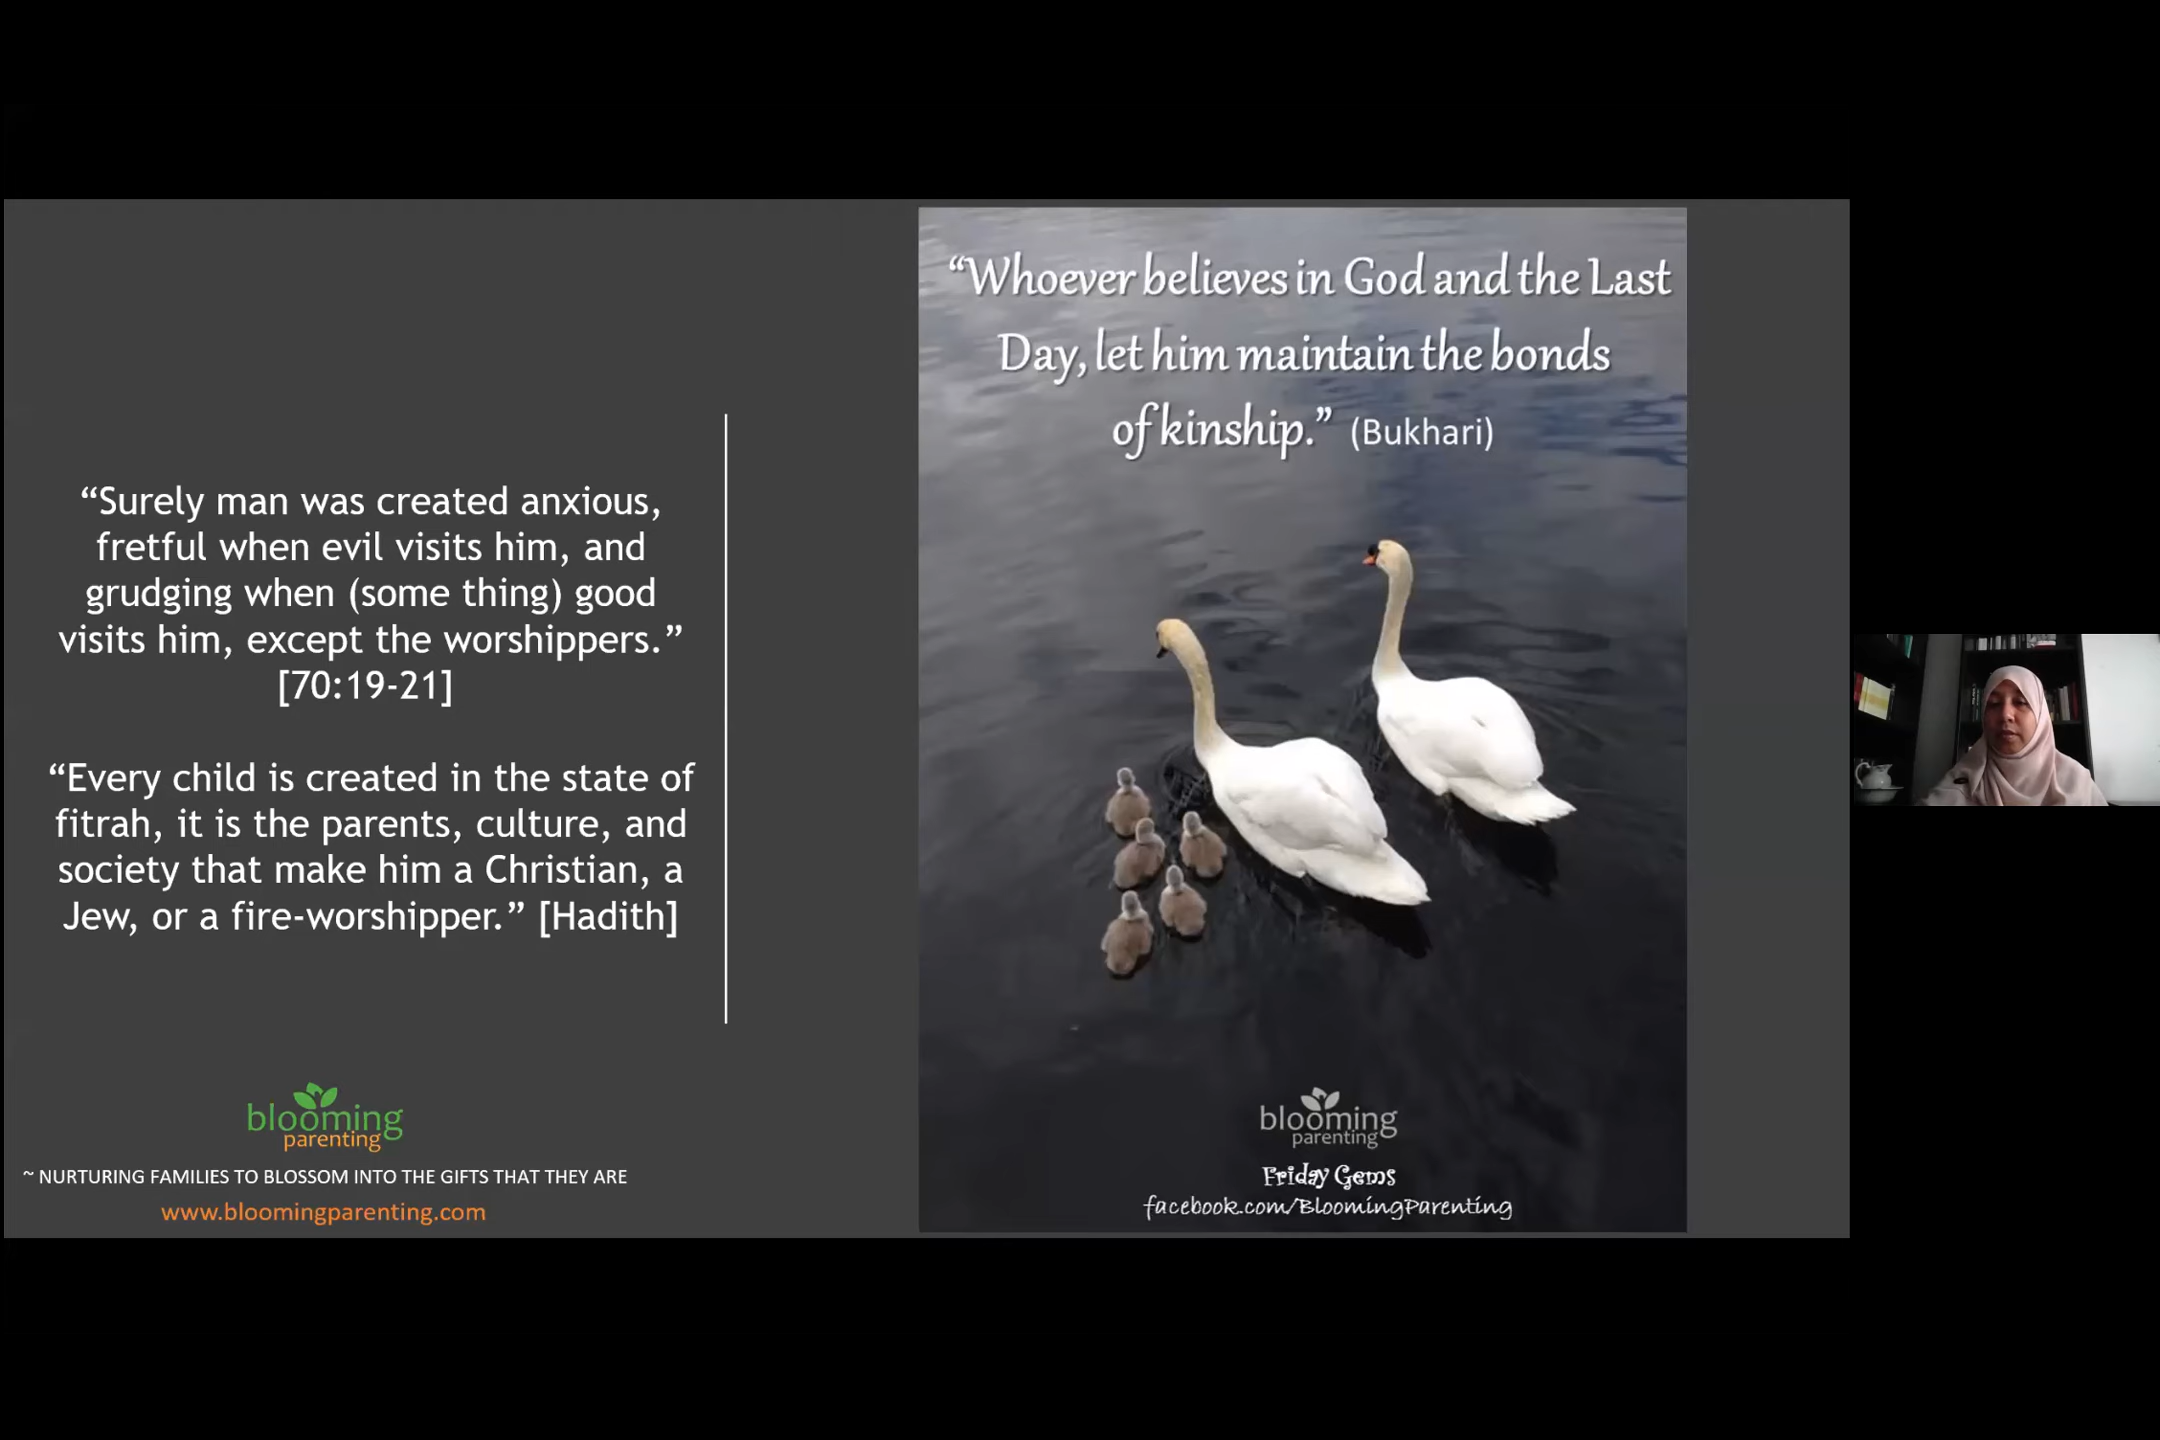 “Surely man was created anxious,
fretful when evil visits him, and
grudging when (some thing) good
visits him, except the worshippers.”
[70:19-21]
“Every child is created in the state of
fitrah, it is the parents, culture, and
society that make him a Christian, a
Jew, or a fire-worshipper.” [Hadith]
blooming
parenting
~ NURTURING FAMILIES TO BLOSSOM INTO THE GIFTS THAT THEY ARE
www.bloomingparenting.com
“Whoever believes in God and the Last
Day, let him maintain the bonds
of kinship.” (Bukhari)
blooming
parenting
Friday Gems
facebook.com/BloomingParenting